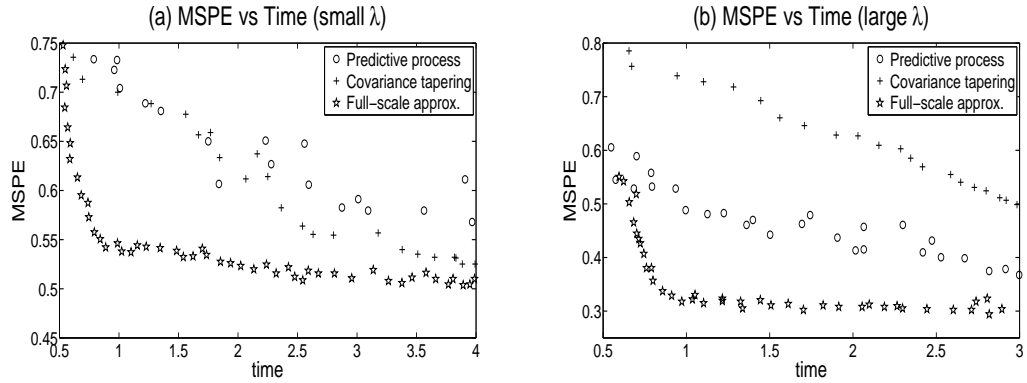 (a) MSPE vs Time (small λ)
MSPE
0.75
0.7
0.65
0.6
0.55
0.5
0.45
Predictive process
Covariance tapering
Full−scale approx.
0.5 1 1.5 2 2.5 3 3.5 4
time
(b) MSPE vs Time (large λ)
MSPE
0.8
0.7
0.6
0.5
0.4
0.3
Predictive process
Covariance tapering
Full−scale approx.
0.5 1 1.5 2 2.5 3
time